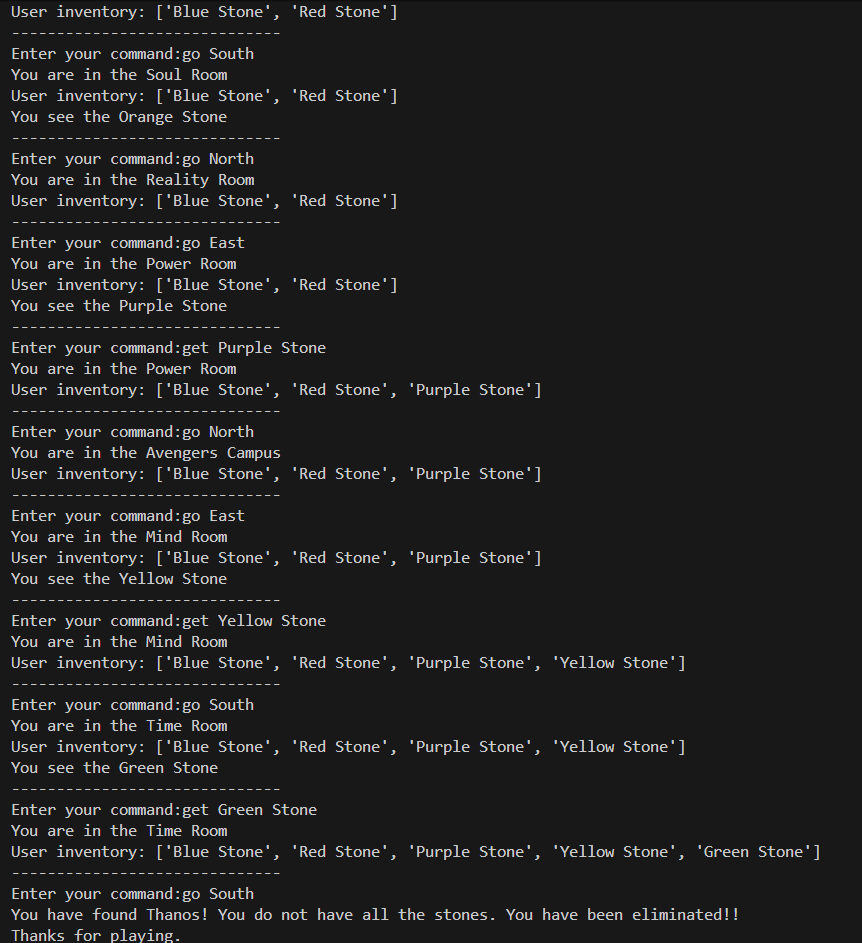 User inventory: ['Blue Stone', 'Red Stone']
------------------------------
Enter your command:go South
You are in the Soul Room
User inventory: ['Blue Stone', 'Red Stone']
You see the Orange Stone
------------------------------
Enter your command:go North
You are in the Reality Room
User inventory: ['Blue Stone', 'Red Stone']
------------------------------
Enter your command:go East
You are in the Power Room
User inventory: ['Blue Stone', 'Red Stone']
You see the Purple Stone
------------------------------
Enter your command:get Purple Stone
You are in the Power Room
User inventory: ['Blue Stone', 'Red Stone', 'Purple Stone']
------------------------------
Enter your command:go North
You are in the Avengers Campus
User inventory: ['Blue Stone', 'Red Stone', 'Purple Stone']
------------------------------
Enter your command:go East
You are in the Mind Room
User inventory: ['Blue Stone', 'Red Stone', 'Purple Stone']
You see the Yellow Stone
------------------------------
Enter your command:get Yellow Stone
You are in the Mind Room
User inventory: ['Blue Stone', 'Red Stone', 'Purple Stone', 'Yellow Stone']
------------------------------
Enter your command:go South
You are in the Time Room
User inventory: ['Blue Stone', 'Red Stone', 'Purple Stone', 'Yellow Stone']
You see the Green Stone
------------------------------
Enter your command:get Green Stone
You are in the Time Room
User inventory: ['Blue Stone', 'Red Stone', 'Purple Stone', 'Yellow Stone', 'Green Stone']
------------------------------
Enter your command:go South
You have found Thanos! You do not have all the stones. You have been eliminated!!
Thanks for playing.